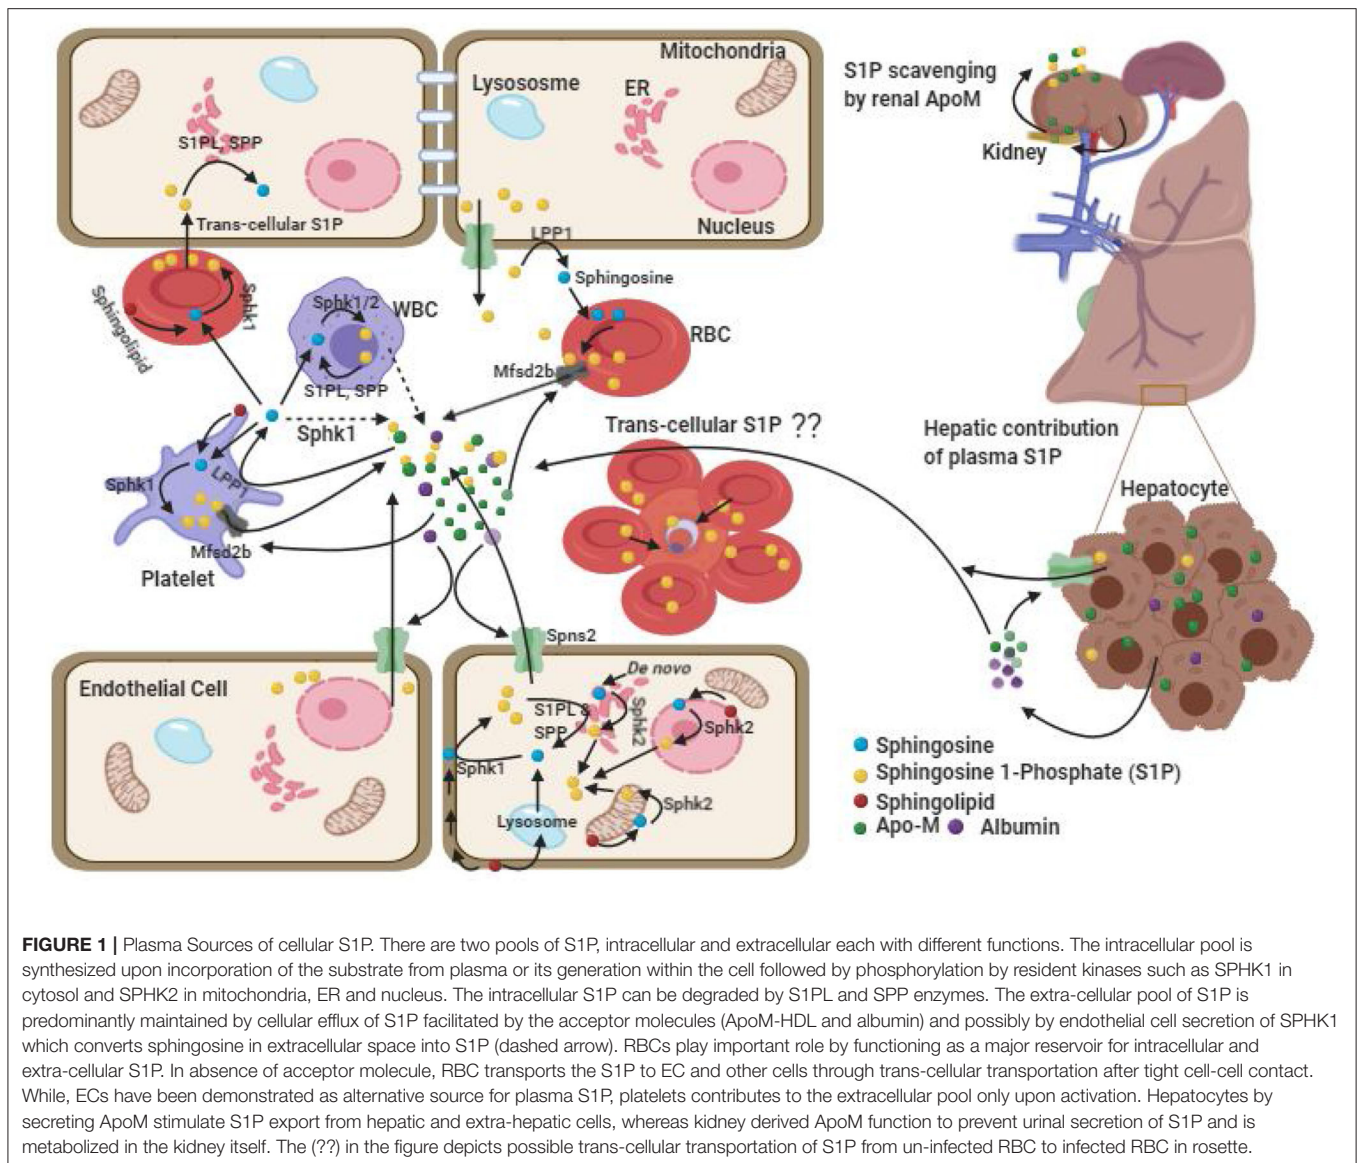 Mitochondria
Lysososme
ER
S1PL, SPP
Nucleus
Trans-cellular S1P
LPP1
Sphingosine
S1P scavenging
by renal ApoM
Kidney
Sphingolipid
Sphk1
Sphk1/2
WBC
S1PL, SPP
RBC
Mfsd2b
Sphk1
Sphk1
LPP1
Mfsd2b
Platelet
Trans-cellular S1P ??
Hepatic contribution
of plasma S1P
Hepatocyte
Spns2
Endothelial Cell
De novo
S1PL &
SPP
Sphk2
Sphk2
Sphk1
Sphk2
Lysosome
Sphingosine
Sphingosine 1-Phosphate (S1P)
Sphingolipid
Apo-M Albumin
FIGURE 1 | Plasma Sources of cellular S1P. There are two pools of S1P, intracellular and extracellular each with different functions. The intracellular pool is
synthesized upon incorporation of the substrate from plasma or its generation within the cell followed by phosphorylation by resident kinases such as SPHK1 in
cytosol and SPHK2 in mitochondria, ER and nucleus. The intracellular S1P can be degraded by S1PL and SPP enzymes. The extra-cellular pool of S1P is
predominantly maintained by cellular efflux of S1P facilitated by the acceptor molecules (ApoM-HDL and albumin) and possibly by endothelial cell secretion of SPHK1
which converts sphingosine in extracellular space into S1P (dashed arrow). RBCs play important role by functioning as a major reservoir for intracellular and
extra-cellular S1P. In absence of acceptor molecule, RBC transports the S1P to EC and other cells through trans-cellular transportation after tight cell-cell contact.
While, ECs have been demonstrated as alternative source for plasma S1P, platelets contributes to the extracellular pool only upon activation. Hepatocytes by
secreting ApoM stimulate S1P export from hepatic and extra-hepatic cells, whereas kidney derived ApoM function to prevent urinal secretion of S1P and is
metabolized in the kidney itself. The (??) in the figure depicts possible trans-cellular transportation of S1P from un-infected RBC to infected RBC in rosette.